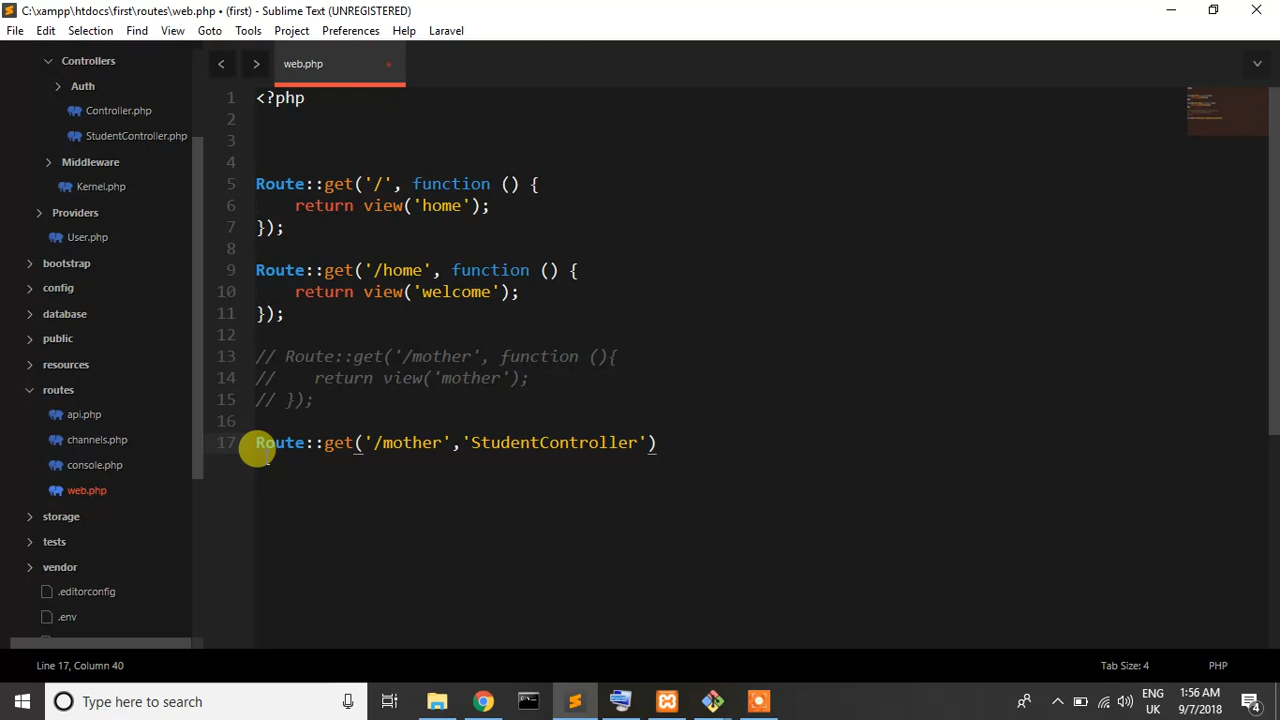 C:\xampp\htdocs\first\routes\web.php • (first) - Sublime Text (UNREGISTERED)
File Edit Selection Find View Goto Tools Project Preferences Help Laravel
Controllers
Auth
Controller.php
StudentController.php
Middleware
Kernel.php
Providers
User.php
bootstrap
config
database
public
resources
routes
api.php
channels.php
console.php
web.php
storage
tests
vendor
.editorconfig
.env
web.php
1 <?php
2
3
4
5 Route::get('/', function () {
6     return view('home');
7 });
8
9 Route::get('/home', function () {
10     return view('welcome');
11 });
12
13 // Route::get('/mother', function (){
14 //    return view('mother');
15 // });
16
17 Route::get('/mother','StudentController')
Line 17, Column 40
Tab Size: 4
PHP
Type here to search
ENG
UK
1:56 AM
9/7/2018
4